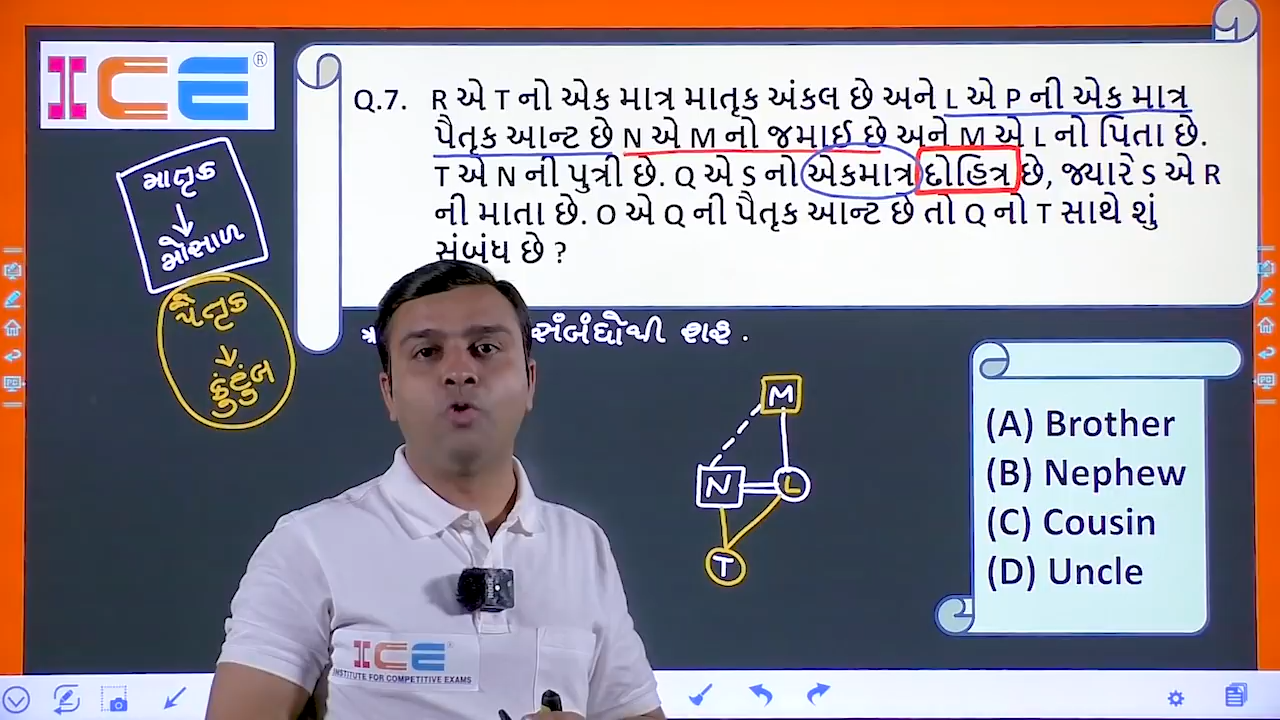 ICE®
Q.7. R એ T નો એક માત્ર માતૃક અંકલ છે અને L એ P ની એક માત્ર
પૈતૃક આન્ટ છે N એ M નો જમાઈ છે અને M એ L નો પિતા છે.
T એ N ની પુત્રી છે. Q એ S નો એકમાત્ર દોહિત્ર છે, જ્યારે S એ R
ની માતા છે. O એ Q ની પૈતૃક આન્ટ છે તો Q નો T સાથે શું
સંબંધ છે ?
માતૃક
↓
મોસાળ
પૈતૃક
↓
કુટુંબ
સંબંધોથી શરૂ .
M
N
L
T
(A) Brother
(B) Nephew
(C) Cousin
(D) Uncle
ICE®
INSTITUTE FOR COMPETITIVE EXAMS